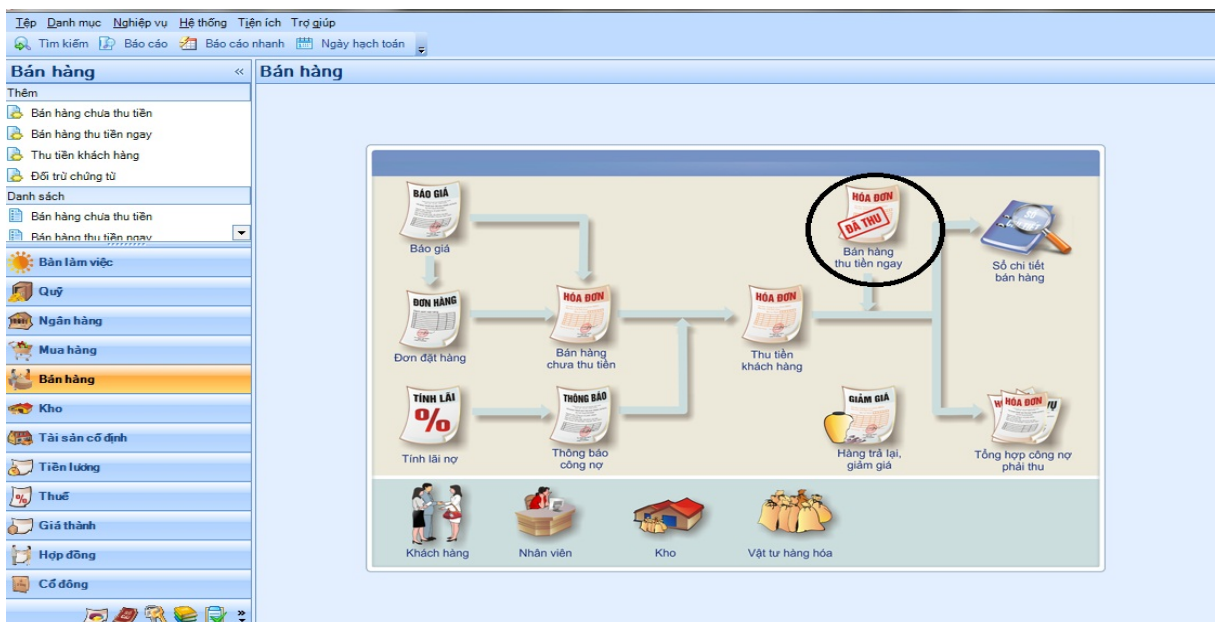 Tệp Danh mục Nghiệp vụ Hệ thống Tiện ích Trợ giúp
Tìm kiếm Báo cáo Báo cáo nhanh Ngày hạch toán
Bán hàng «
Thêm
Bán hàng chưa thu tiền
Bán hàng thu tiền ngay
Thu tiền khách hàng
Đối trừ chứng từ
Danh sách
Bán hàng chưa thu tiền
Bán hàng thu tiền ngay
Bàn làm việc
Quỹ
Ngân hàng
Mua hàng
Bán hàng
Kho
Tài sản cố định
Tiền lương
Thuế
Giá thành
Hợp đồng
Cổ đông
Bán hàng
BÁO GIÁ
Báo giá
HÓA ĐƠN
ĐÃ THU
Bán hàng
thu tiền ngay
Sổ chi tiết
bán hàng
ĐƠN HÀNG
Đơn đặt hàng
HÓA ĐƠN
Bán hàng
chưa thu tiền
HÓA ĐƠN
Thu tiền
khách hàng
TÍNH LÃI
%
Tính lãi nợ
THÔNG BÁO
Thông báo
công nợ
GIẢM GIÁ
Hàng trả lại,
giảm giá
HÓA ĐƠN
Tổng hợp công nợ
phải thu
Khách hàng
Nhân viên
Kho
Vật tư hàng hóa